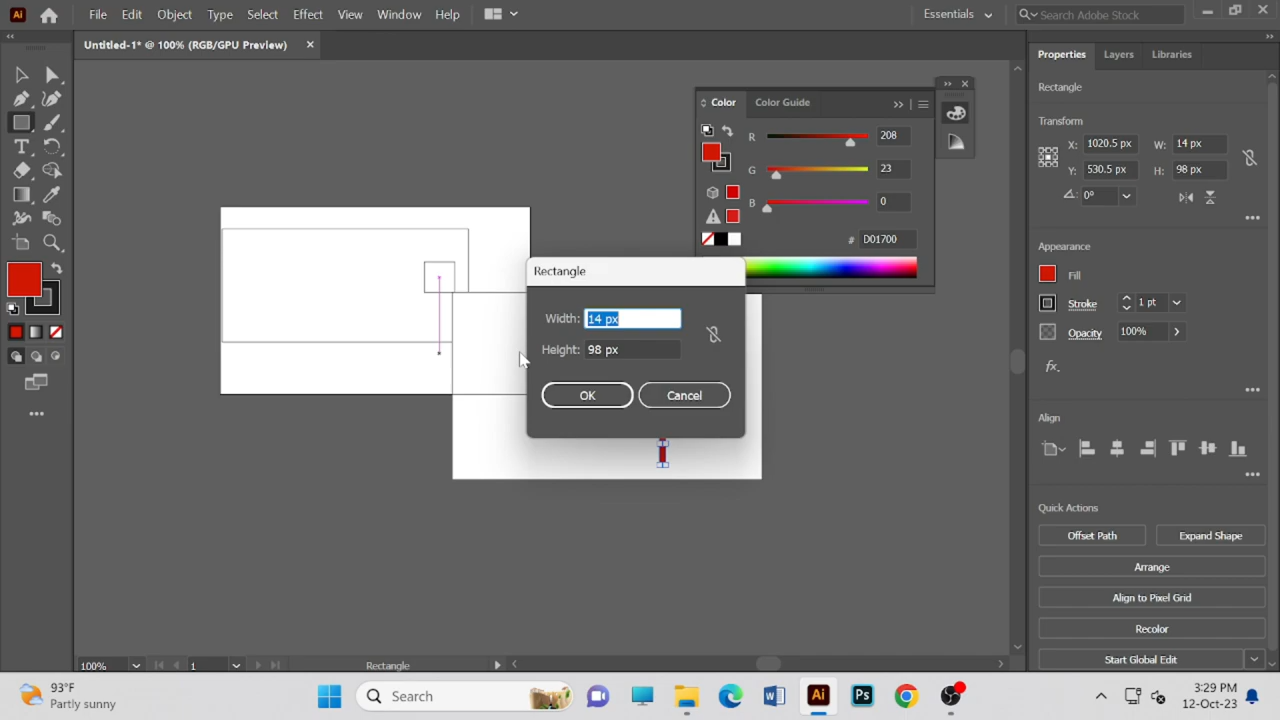 Ai File Edit Object Type Select Effect View Window Help Essentials Search Adobe Stock
Untitled-1* @ 100% (RGB/GPU Preview)
Properties Layers Libraries
Rectangle
Transform
X: 1020.5 px W: 14 px
Y: 530.5 px H: 98 px
0°
Appearance
Fill
Stroke 1 pt
Opacity 100%
fx.
Align
Quick Actions
Offset Path Expand Shape
Arrange
Align to Pixel Grid
Recolor
Start Global Edit
Color Color Guide
R 208
G 23
B 0
# D01700
Rectangle
Width: 14 px
Height: 98 px
OK Cancel
100% 1 Rectangle
93°F
Partly sunny
Search
W Ai Ps
3:29 PM
12-Oct-23